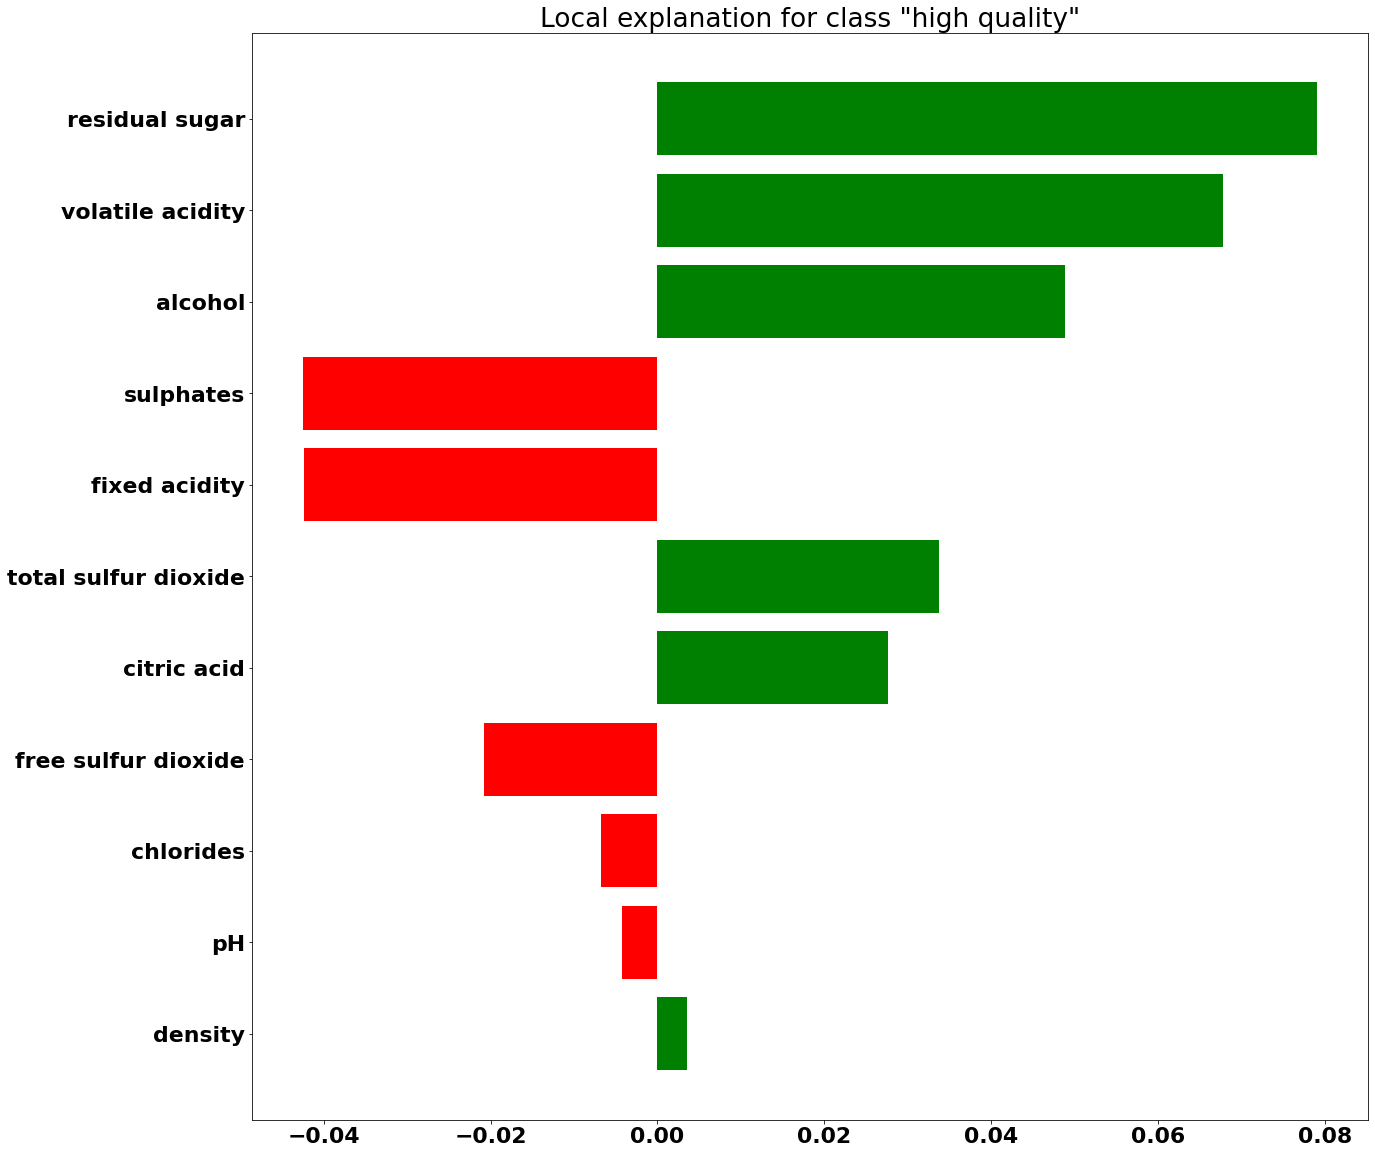 Local explanation for class "high quality"
residual sugar
volatile acidity
alcohol
sulphates
fixed acidity
total sulfur dioxide
citric acid
free sulfur dioxide
chlorides
pH
density
−0.04 −0.02 0.00 0.02 0.04 0.06 0.08